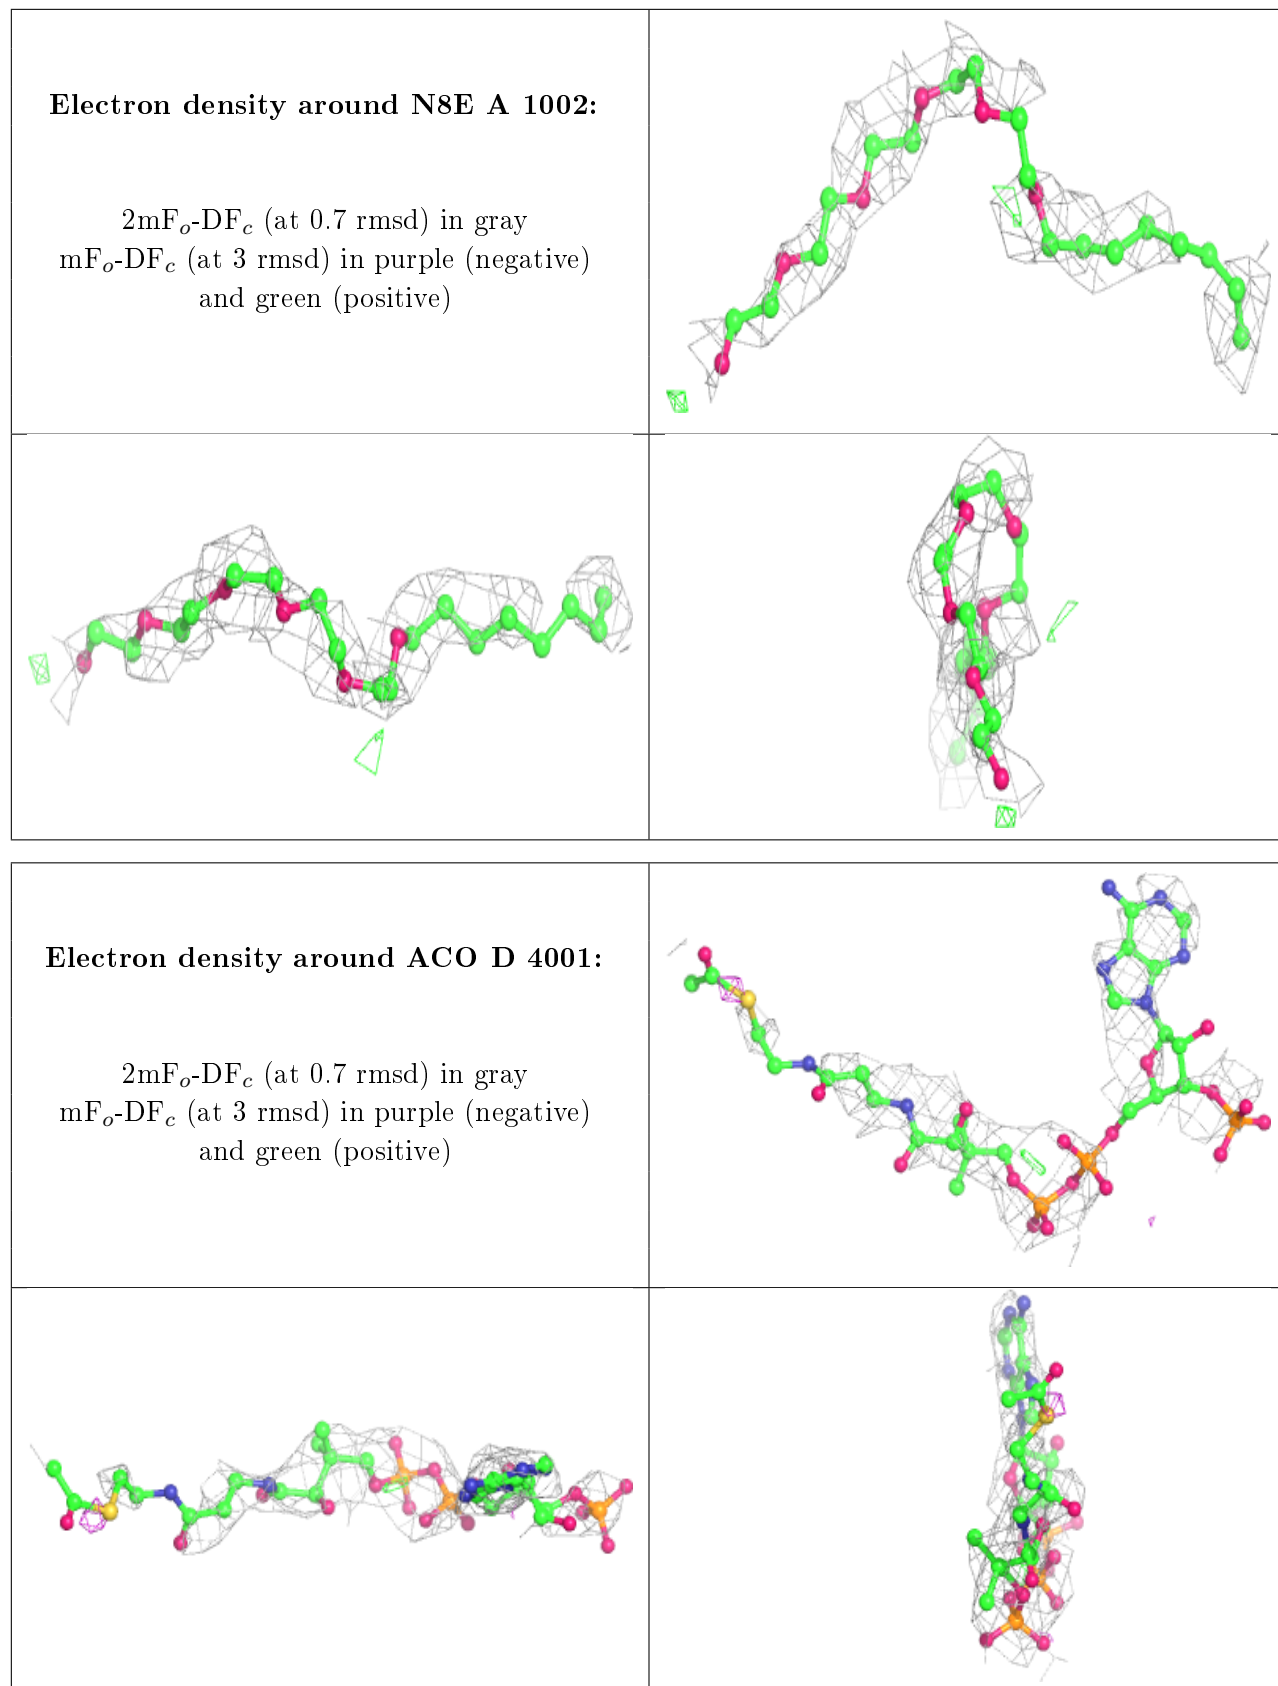 Electron density around N8E A 1002:
2mFo-DFc (at 0.7 rmsd) in gray
mFo-DFc (at 3 rmsd) in purple (negative)
and green (positive)
Electron density around ACO D 4001:
2mFo-DFc (at 0.7 rmsd) in gray
mFo-DFc (at 3 rmsd) in purple (negative)
and green (positive)